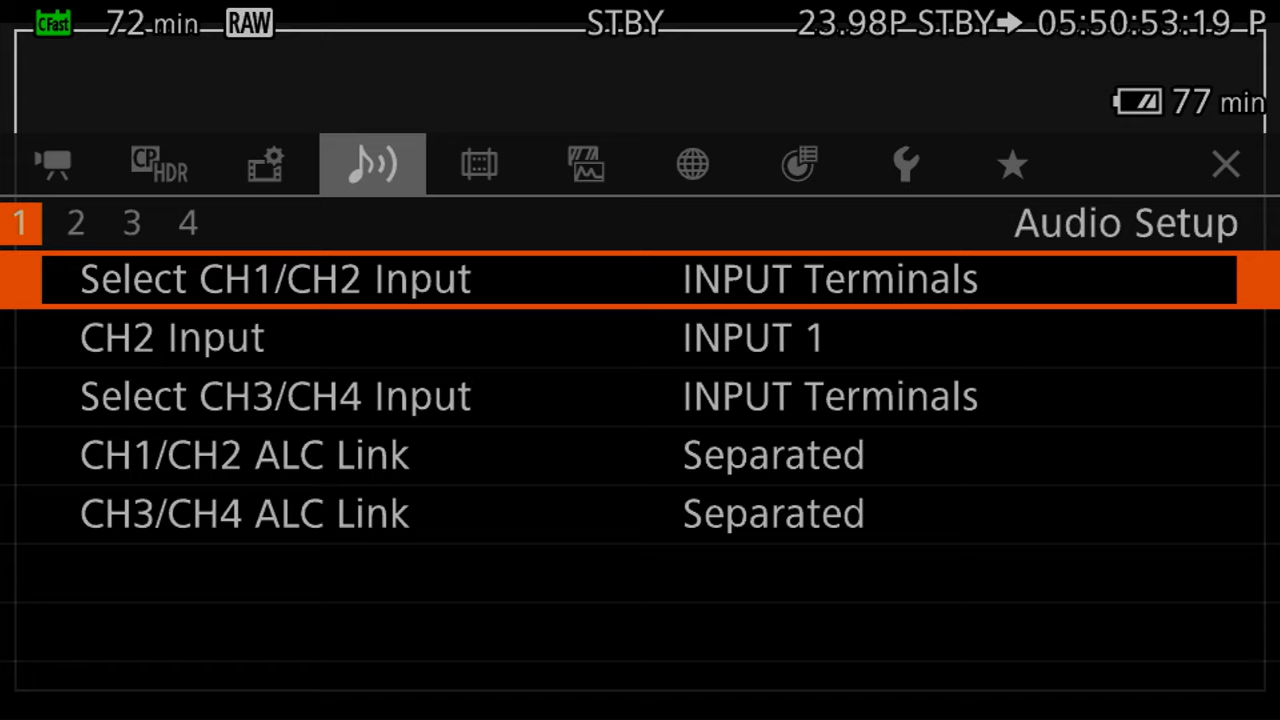 CFast 72 min RAW STBY 23.98P STBY 05:50:53:19 P
77 min
CP HDR
1 2 3 4 Audio Setup
Select CH1/CH2 Input INPUT Terminals
CH2 Input INPUT 1
Select CH3/CH4 Input INPUT Terminals
CH1/CH2 ALC Link Separated
CH3/CH4 ALC Link Separated